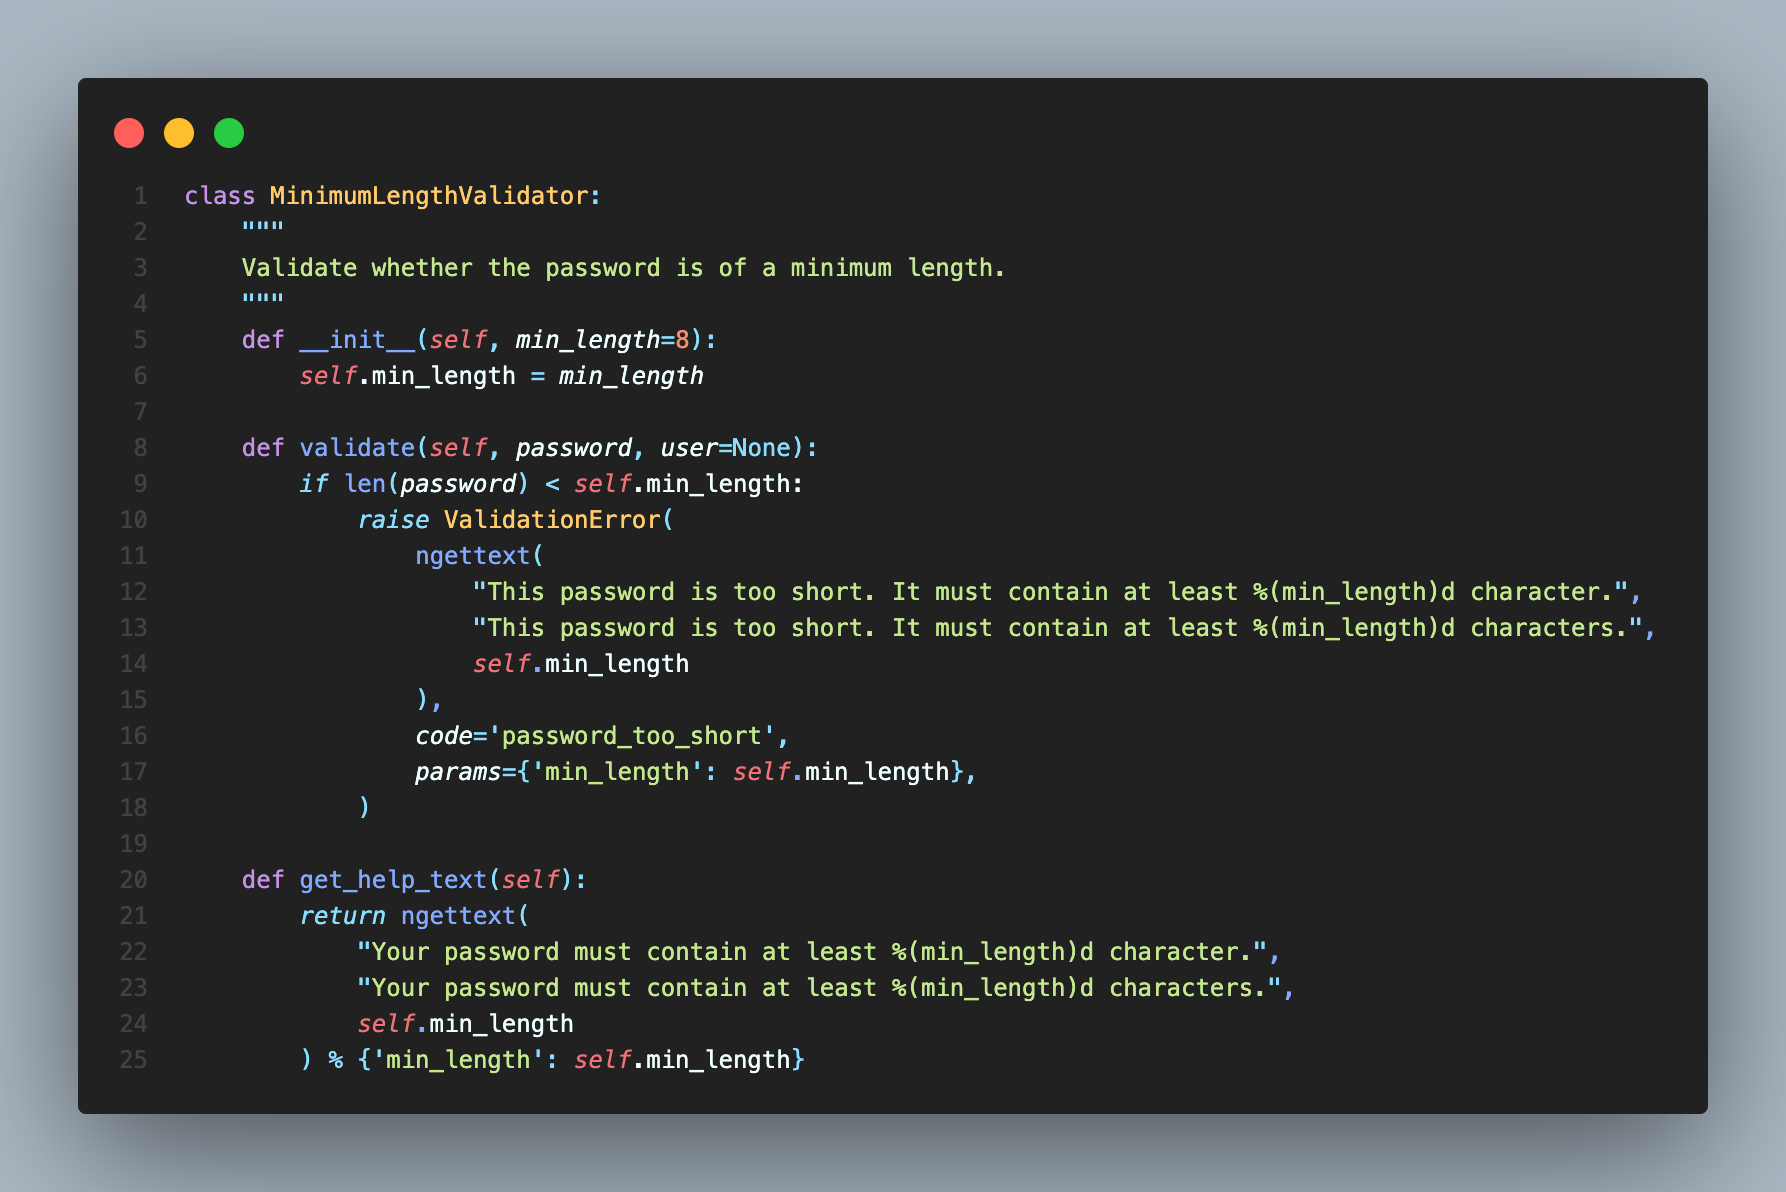 1 class MinimumLengthValidator:
2     """
3     Validate whether the password is of a minimum length.
4     """
5     def __init__(self, min_length=8):
6         self.min_length = min_length
7
8     def validate(self, password, user=None):
9         if len(password) < self.min_length:
10             raise ValidationError(
11                 ngettext(
12                     "This password is too short. It must contain at least %(min_length)d character.",
13                     "This password is too short. It must contain at least %(min_length)d characters.",
14                     self.min_length
15                 ),
16                 code='password_too_short',
17                 params={'min_length': self.min_length},
18             )
19
20     def get_help_text(self):
21         return ngettext(
22             "Your password must contain at least %(min_length)d character.",
23             "Your password must contain at least %(min_length)d characters.",
24             self.min_length
25         ) % {'min_length': self.min_length}